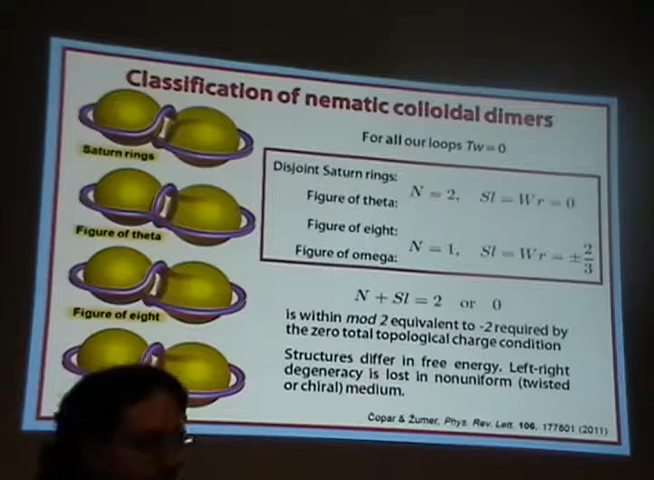 Classification of nematic colloidal dimers
Saturn rings
Figure of theta
Figure of eight
For all our loops Tw = 0
Disjoint Saturn rings:
Figure of theta:
N = 2, Sl = Wr = 0
Figure of eight:
Figure of omega:
N = 1, Sl = Wr = ±2/3
N + Sl = 2 or 0
is within mod 2 equivalent to -2 required by
the zero total topological charge condition
Structures differ in free energy. Left-right
degeneracy is lost in nonuniform (twisted
or chiral) medium.
Čopar & Žumer, Phys. Rev. Lett. 106, 177801 (2011)